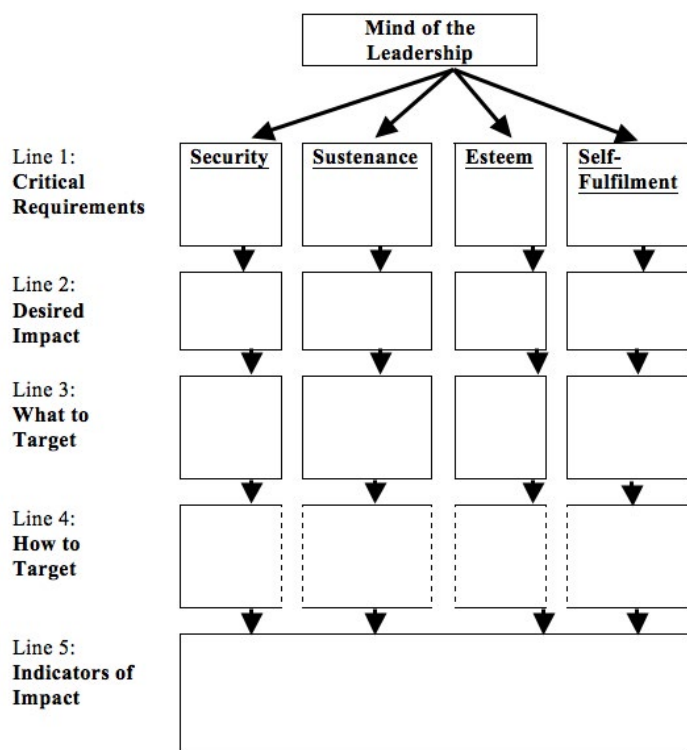 Mind of the
Leadership
Line 1:
Critical
Requirements
Security
Sustenance
Esteem
Self-
Fulfilment
Line 2:
Desired
Impact
Line 3:
What to
Target
Line 4:
How to
Target
Line 5:
Indicators of
Impact